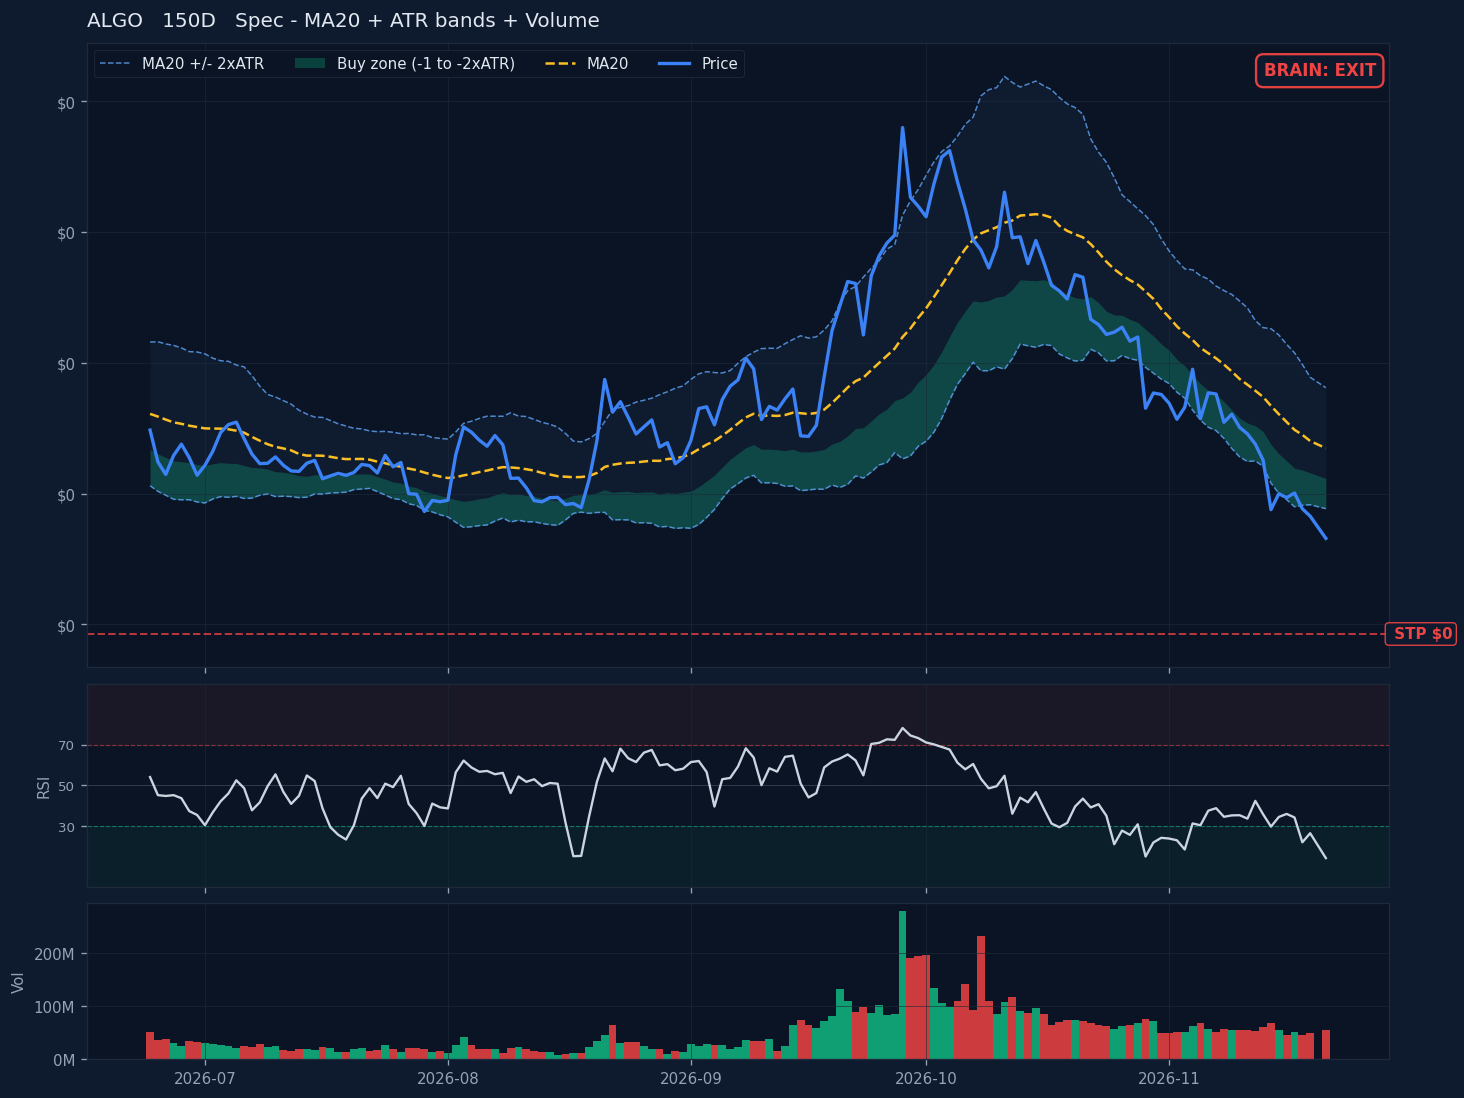 ALGO   150D   Spec - MA20 + ATR bands + Volume
MA20 +/- 2xATR   Buy zone (-1 to -2xATR)   MA20   Price
BRAIN: EXIT
$0
$0
$0
$0
$0
STP $0
RSI
70
50
30
Vol
200M
100M
0M
2026-07   2026-08   2026-09   2026-10   2026-11